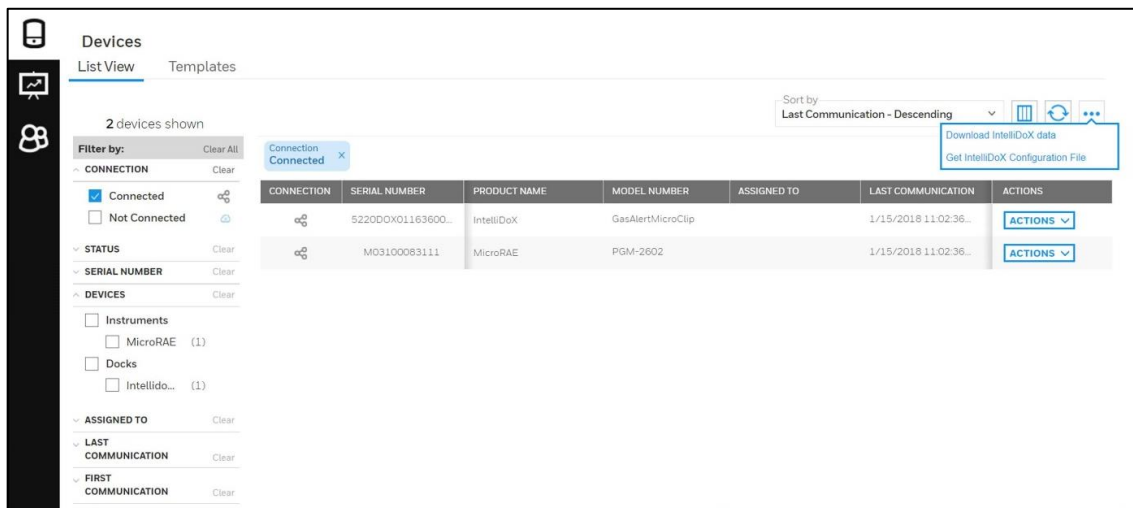 Devices
List View Templates
Sort by
Last Communication - Descending
2 devices shown
Download IntelliDoX data
Get IntelliDoX Configuration File
Filter by: Clear All
Connection
Connected ×
CONNECTION Clear
Connected
Not Connected
STATUS Clear
SERIAL NUMBER Clear
DEVICES Clear
Instruments
MicroRAE (1)
Docks
Intellido... (1)
ASSIGNED TO Clear
LAST
COMMUNICATION Clear
FIRST
COMMUNICATION Clear
CONNECTION SERIAL NUMBER PRODUCT NAME MODEL NUMBER ASSIGNED TO LAST COMMUNICATION ACTIONS
5220DOX01163600... IntelliDoX GasAlertMicroClip 1/15/2018 11:02:36... ACTIONS
M03100083111 MicroRAE PGM-2602 1/15/2018 11:02:36... ACTIONS